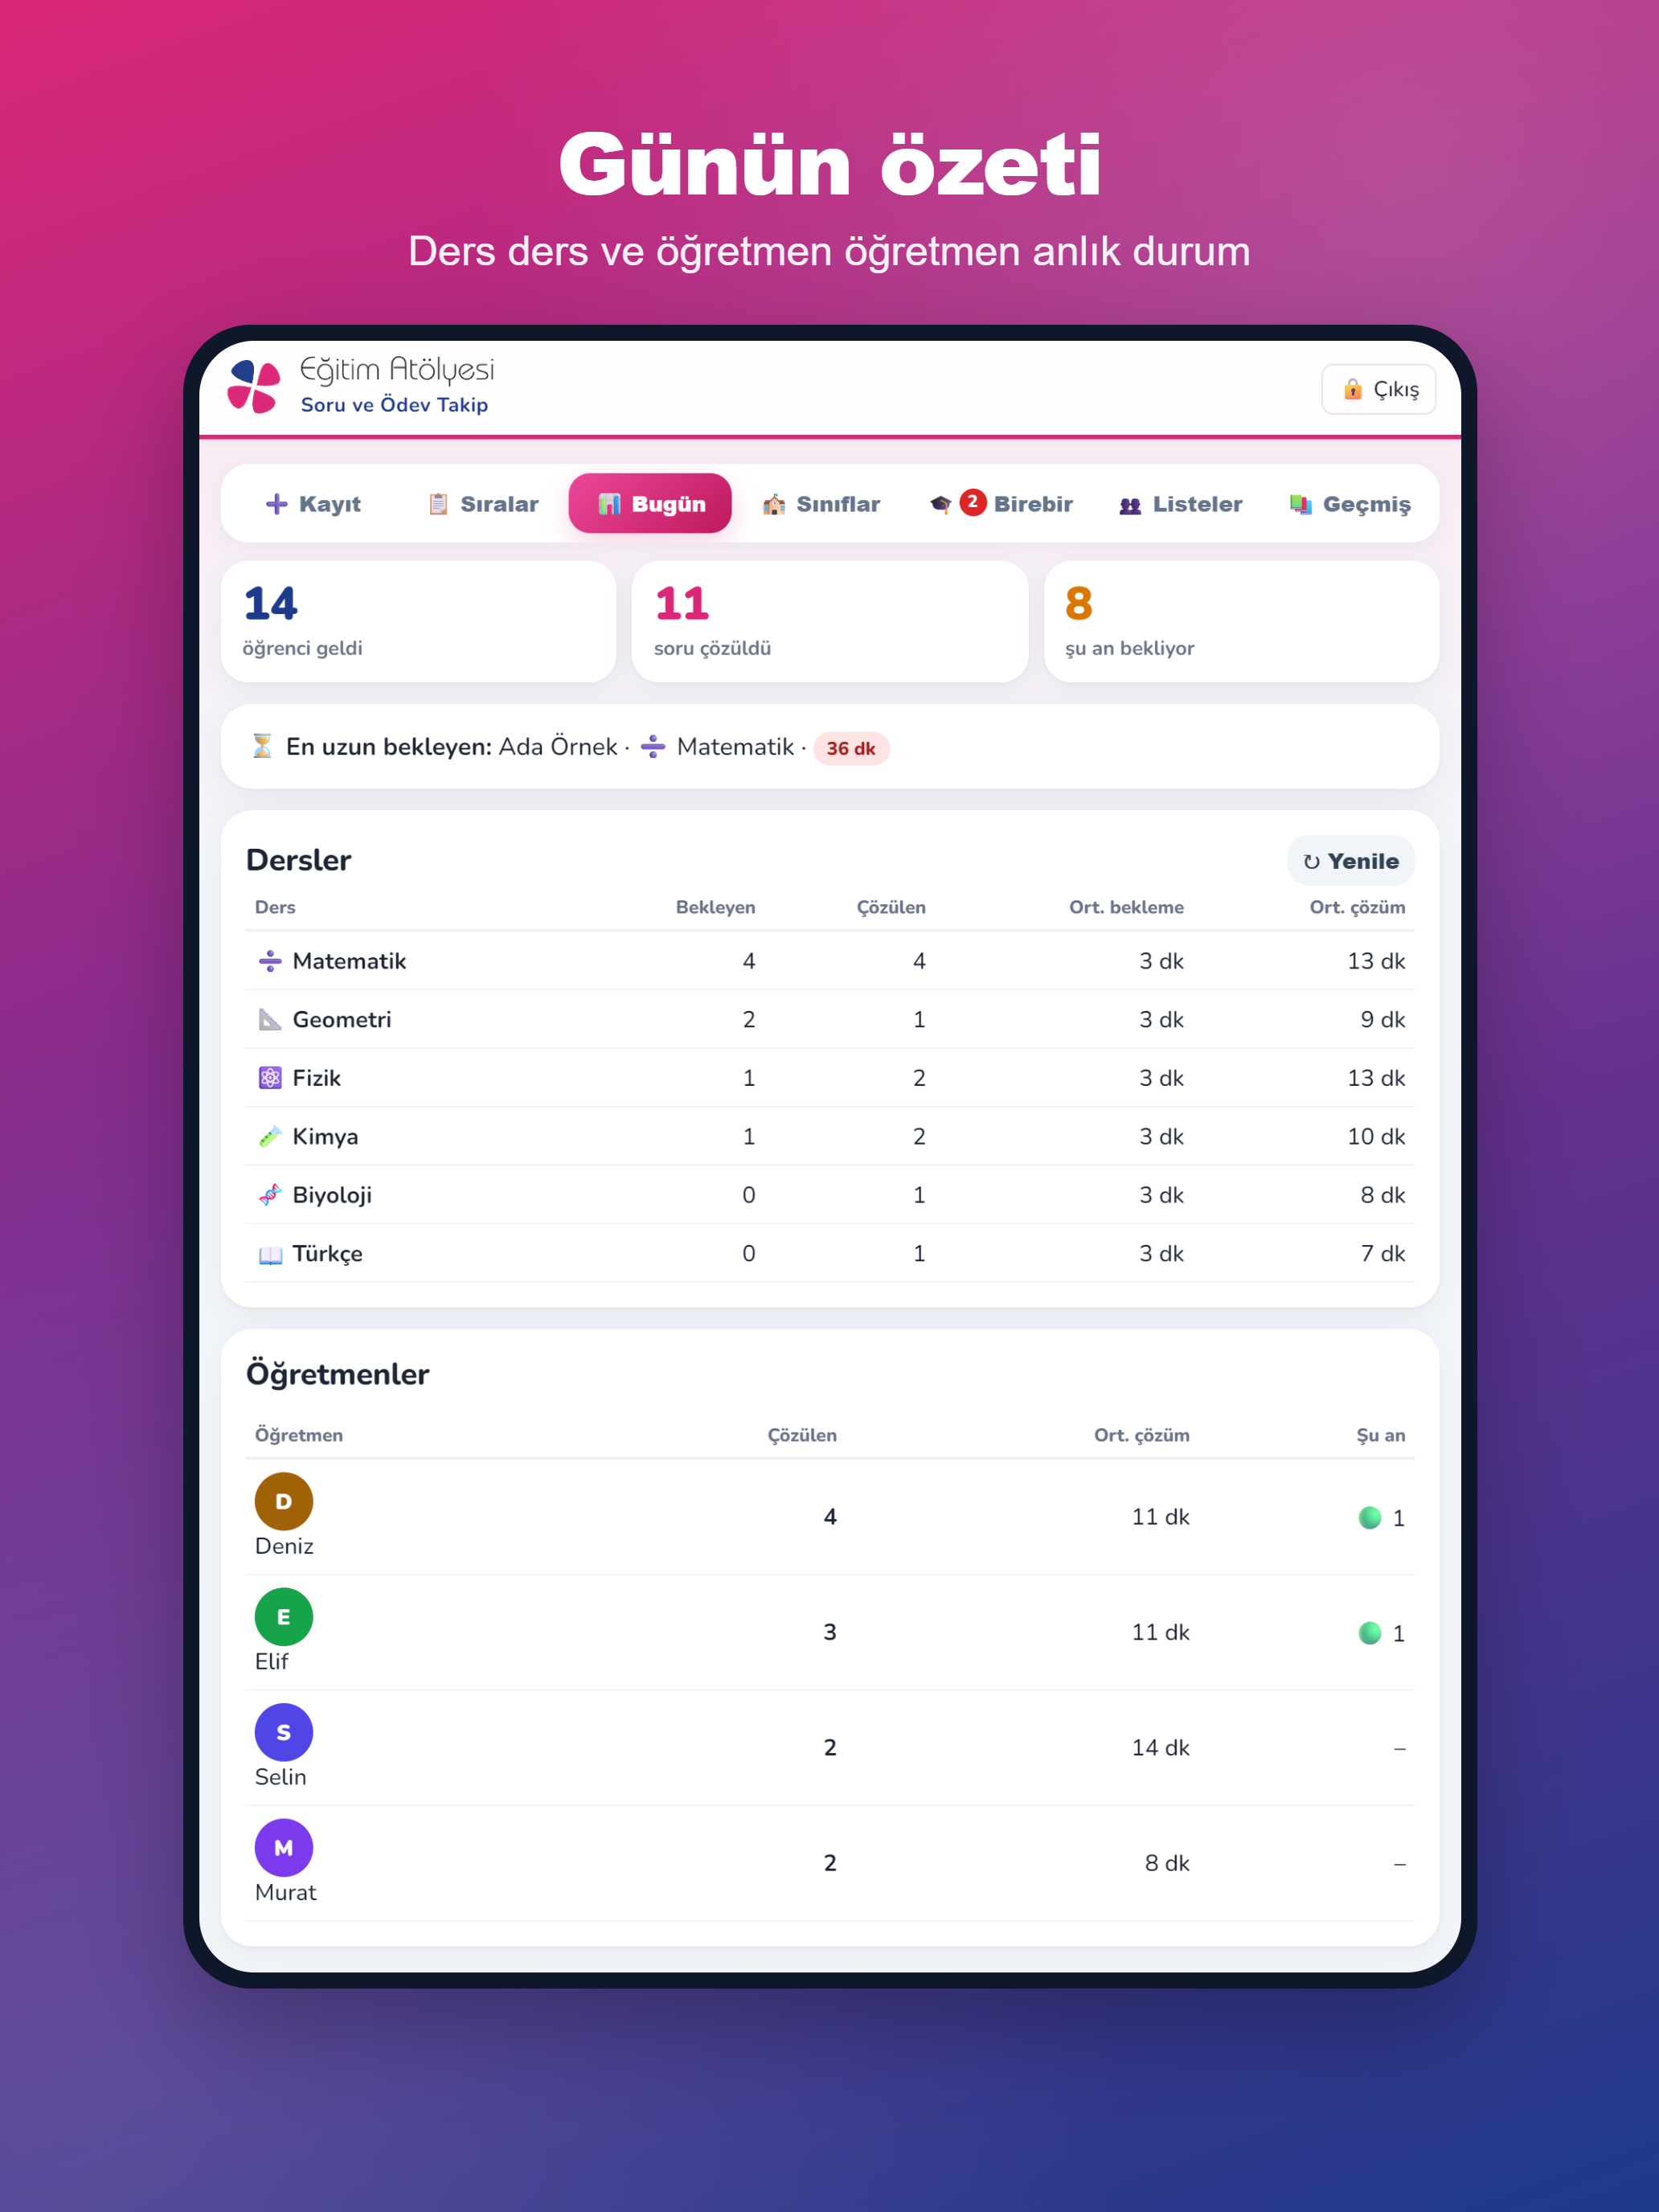 Günün özeti
Ders ders ve öğretmen öğretmen anlık durum
Eğitim Atölyesi
Soru ve Ödev Takip
Çıkış
Kayıt Sıralar Bugün Sınıflar 2 Birebir Listeler Geçmiş
14 11 8
öğrenci geldi soru çözüldü şu an bekliyor
En uzun bekleyen: Ada Örnek · Matematik · 36 dk
Dersler ↻ Yenile
Ders Bekleyen Çözülen Ort. bekleme Ort. çözüm
Matematik 4 4 3 dk 13 dk
Geometri 2 1 3 dk 9 dk
Fizik 1 2 3 dk 13 dk
Kimya 1 2 3 dk 10 dk
Biyoloji 0 1 3 dk 8 dk
Türkçe 0 1 3 dk 7 dk
Öğretmenler
Öğretmen Çözülen Ort. çözüm Şu an
D
Deniz 4 11 dk 1
E
Elif 3 11 dk 1
S
Selin 2 14 dk –
M
Murat 2 8 dk –